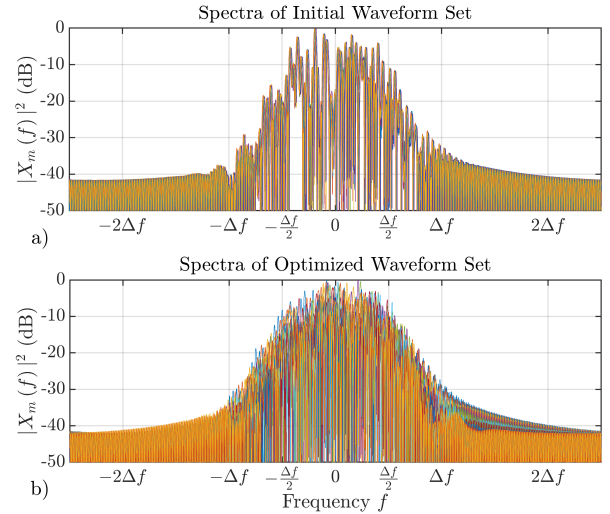 Spectra of Initial Waveform Set
|X_m (f)|² (dB)
0
-10
-20
-30
-40
-50
−2Δf −Δf −Δf/2 0 Δf/2 Δf 2Δf
a)
Spectra of Optimized Waveform Set
|X_m (f)|² (dB)
0
-10
-20
-30
-40
-50
−2Δf −Δf −Δf/2 0 Δf/2 Δf 2Δf
b)
Frequency f